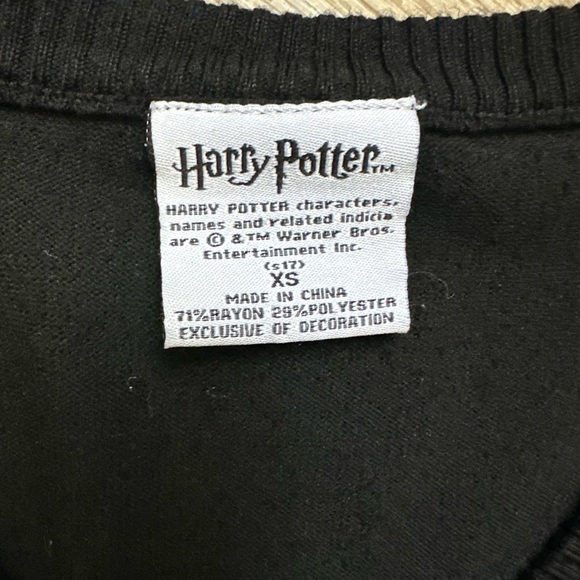 Harry Potter TM
HARRY POTTER characters,
names and related indicia
are © & TM Warner Bros.
Entertainment Inc.
(s17)
XS
MADE IN CHINA
71%RAYON 29%POLYESTER
EXCLUSIVE OF DECORATION